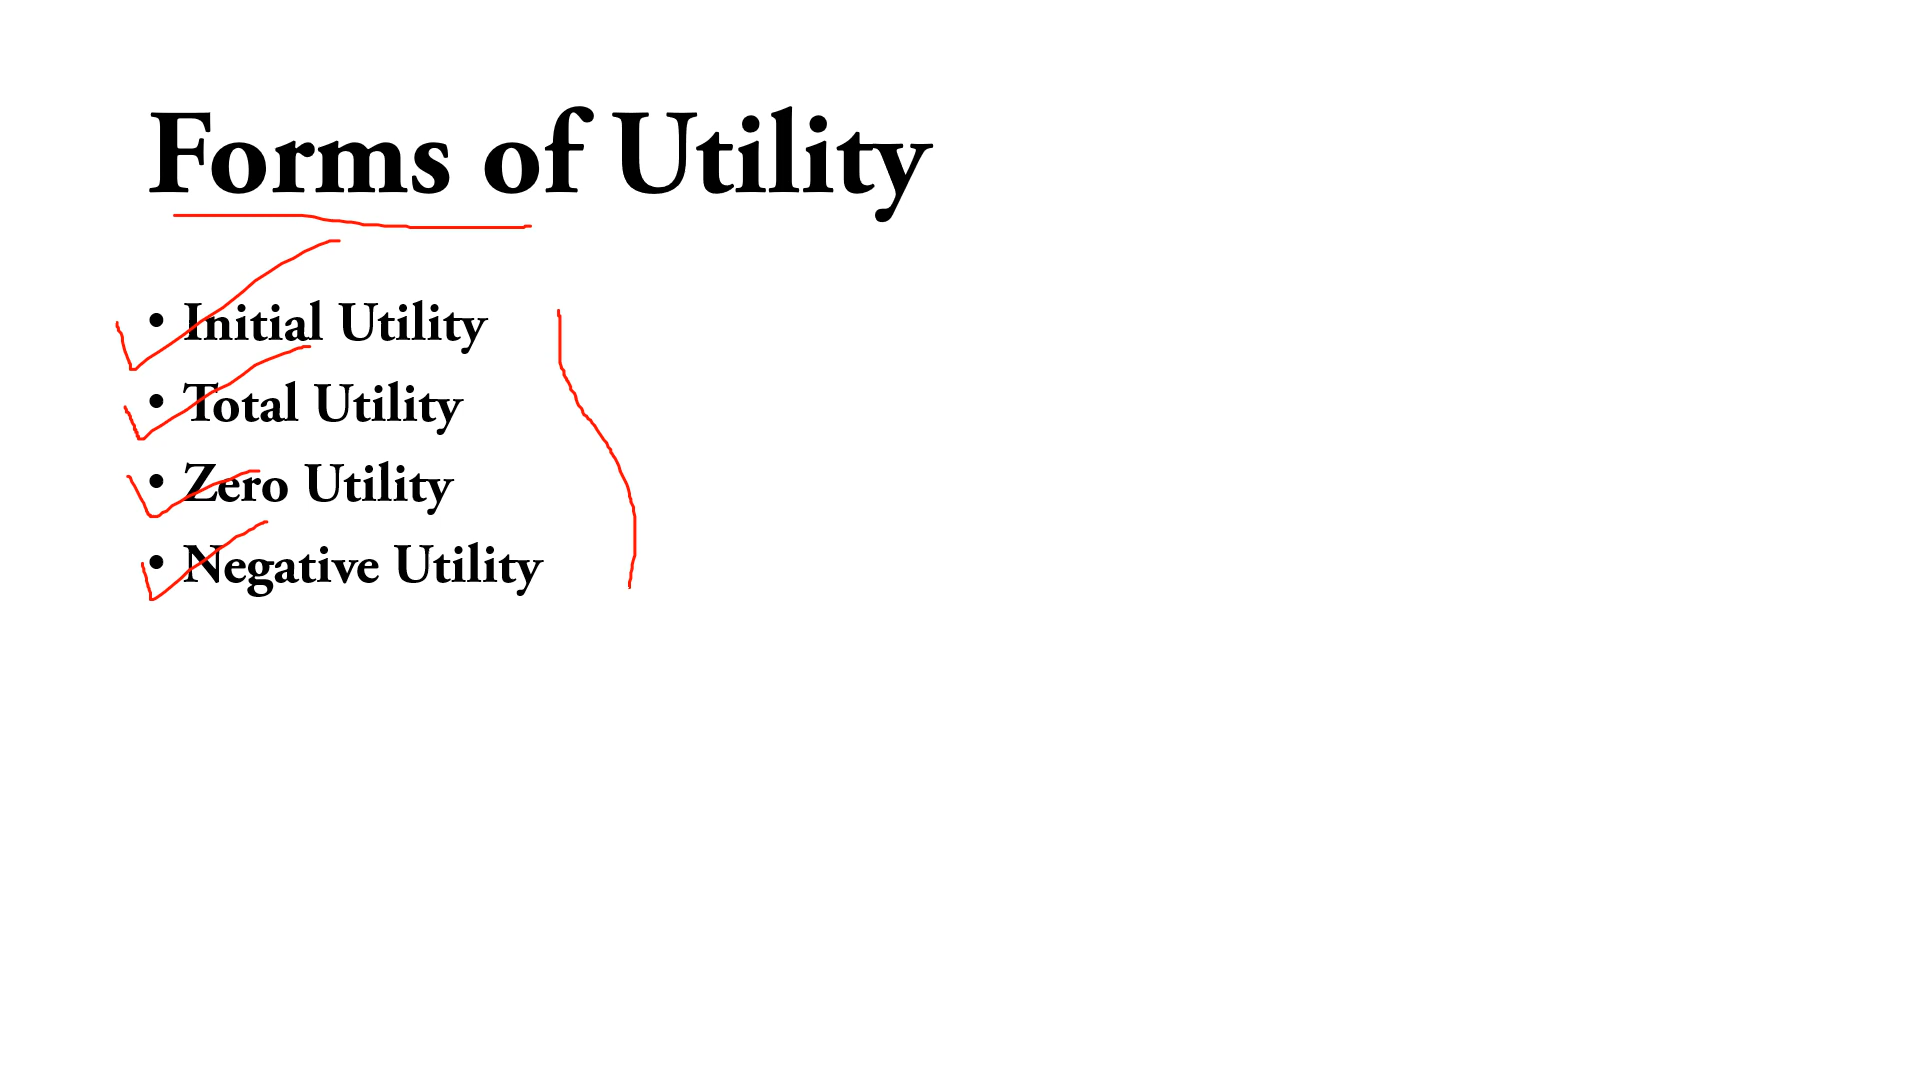 Forms of Utility
• Initial Utility
• Total Utility
• Zero Utility
• Negative Utility